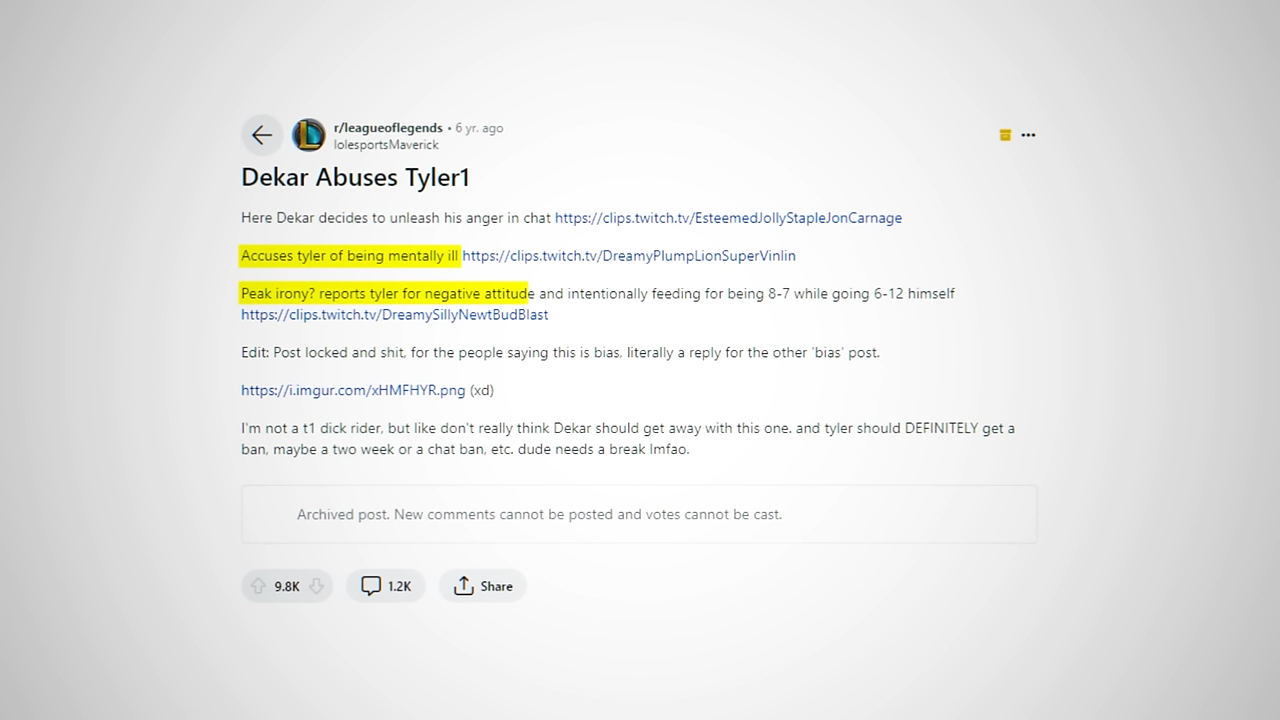 r/leagueoflegends • 6 yr. ago
lolesportsMaverick
Dekar Abuses Tyler1
Here Dekar decides to unleash his anger in chat https://clips.twitch.tv/EsteemedJollyStapleJonCarnage
Accuses tyler of being mentally ill https://clips.twitch.tv/DreamyPlumpLionSuperVinlin
Peak irony? reports tyler for negative attitude and intentionally feeding for being 8-7 while going 6-12 himself
https://clips.twitch.tv/DreamySillyNewtBudBlast
Edit: Post locked and shit, for the people saying this is bias, literally a reply for the other 'bias' post.
https://i.imgur.com/xHMFHYR.png (xd)
I'm not a t1 dick rider, but like don't really think Dekar should get away with this one. and tyler should DEFINITELY get a
ban, maybe a two week or a chat ban, etc. dude needs a break lmfao.
Archived post. New comments cannot be posted and votes cannot be cast.
9.8K 1.2K Share